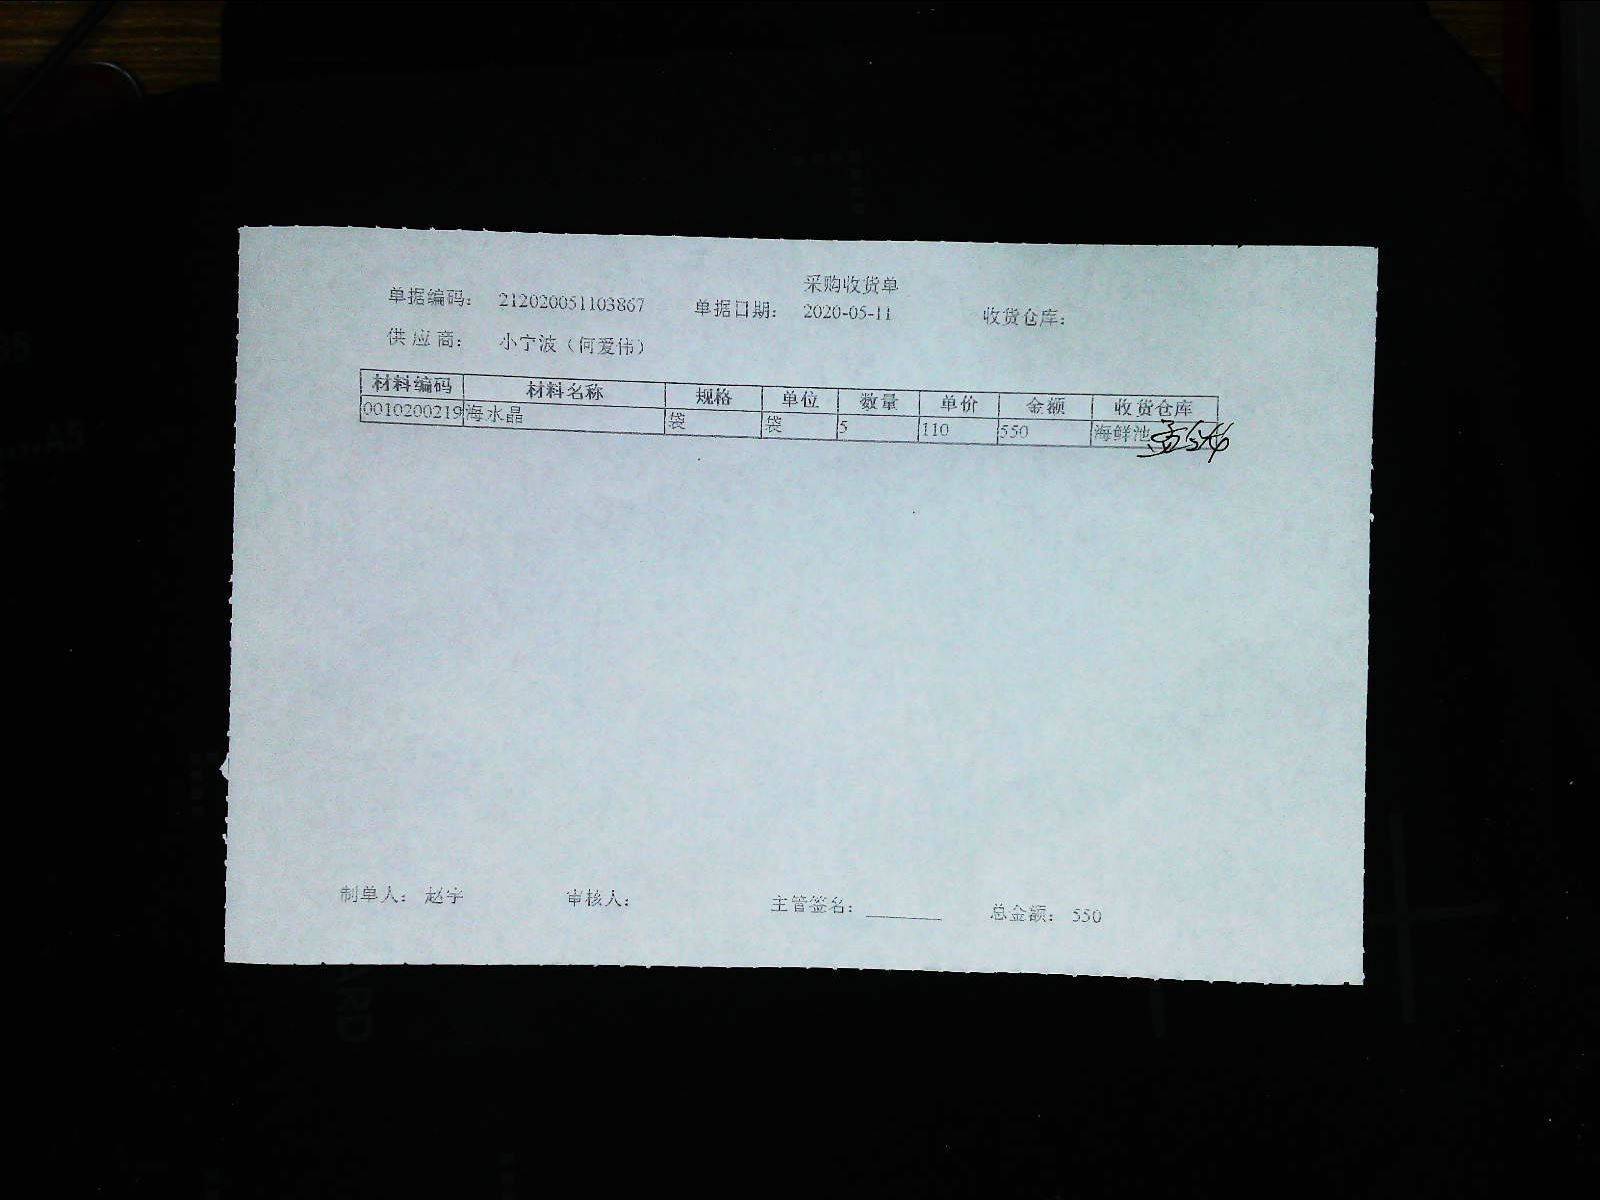 采购收货单
单据编码： 212020051103867 单据日期： 2020-05-11 收货仓库：
供应商： 小宁波（何爱伟）
材料编码 材料名称 规格 单位 数量 单价 金额 收货仓库
0010200219 海水晶 袋 袋 5 110 550 海鲜池
制单人： 赵宇 审核人： 主管签名： 总金额： 550